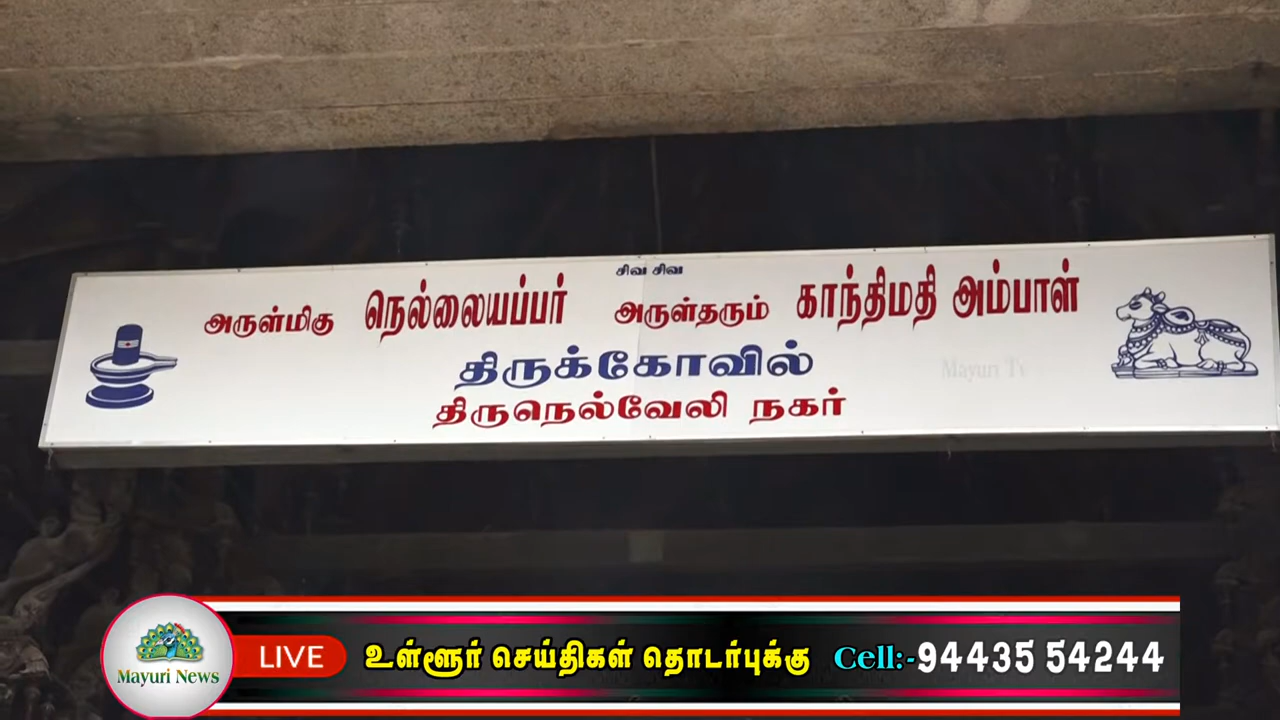 சிவ சிவ
அருள்மிகு நெல்லையப்பர் அருள்தரும் காந்திமதி அம்பாள்
திருக்கோவில்
திருநெல்வேலி நகர்
Mayuri Tv
Mayuri News
LIVE உள்ளூர் செய்திகள் தொடர்புக்கு Cell:-94435 54244